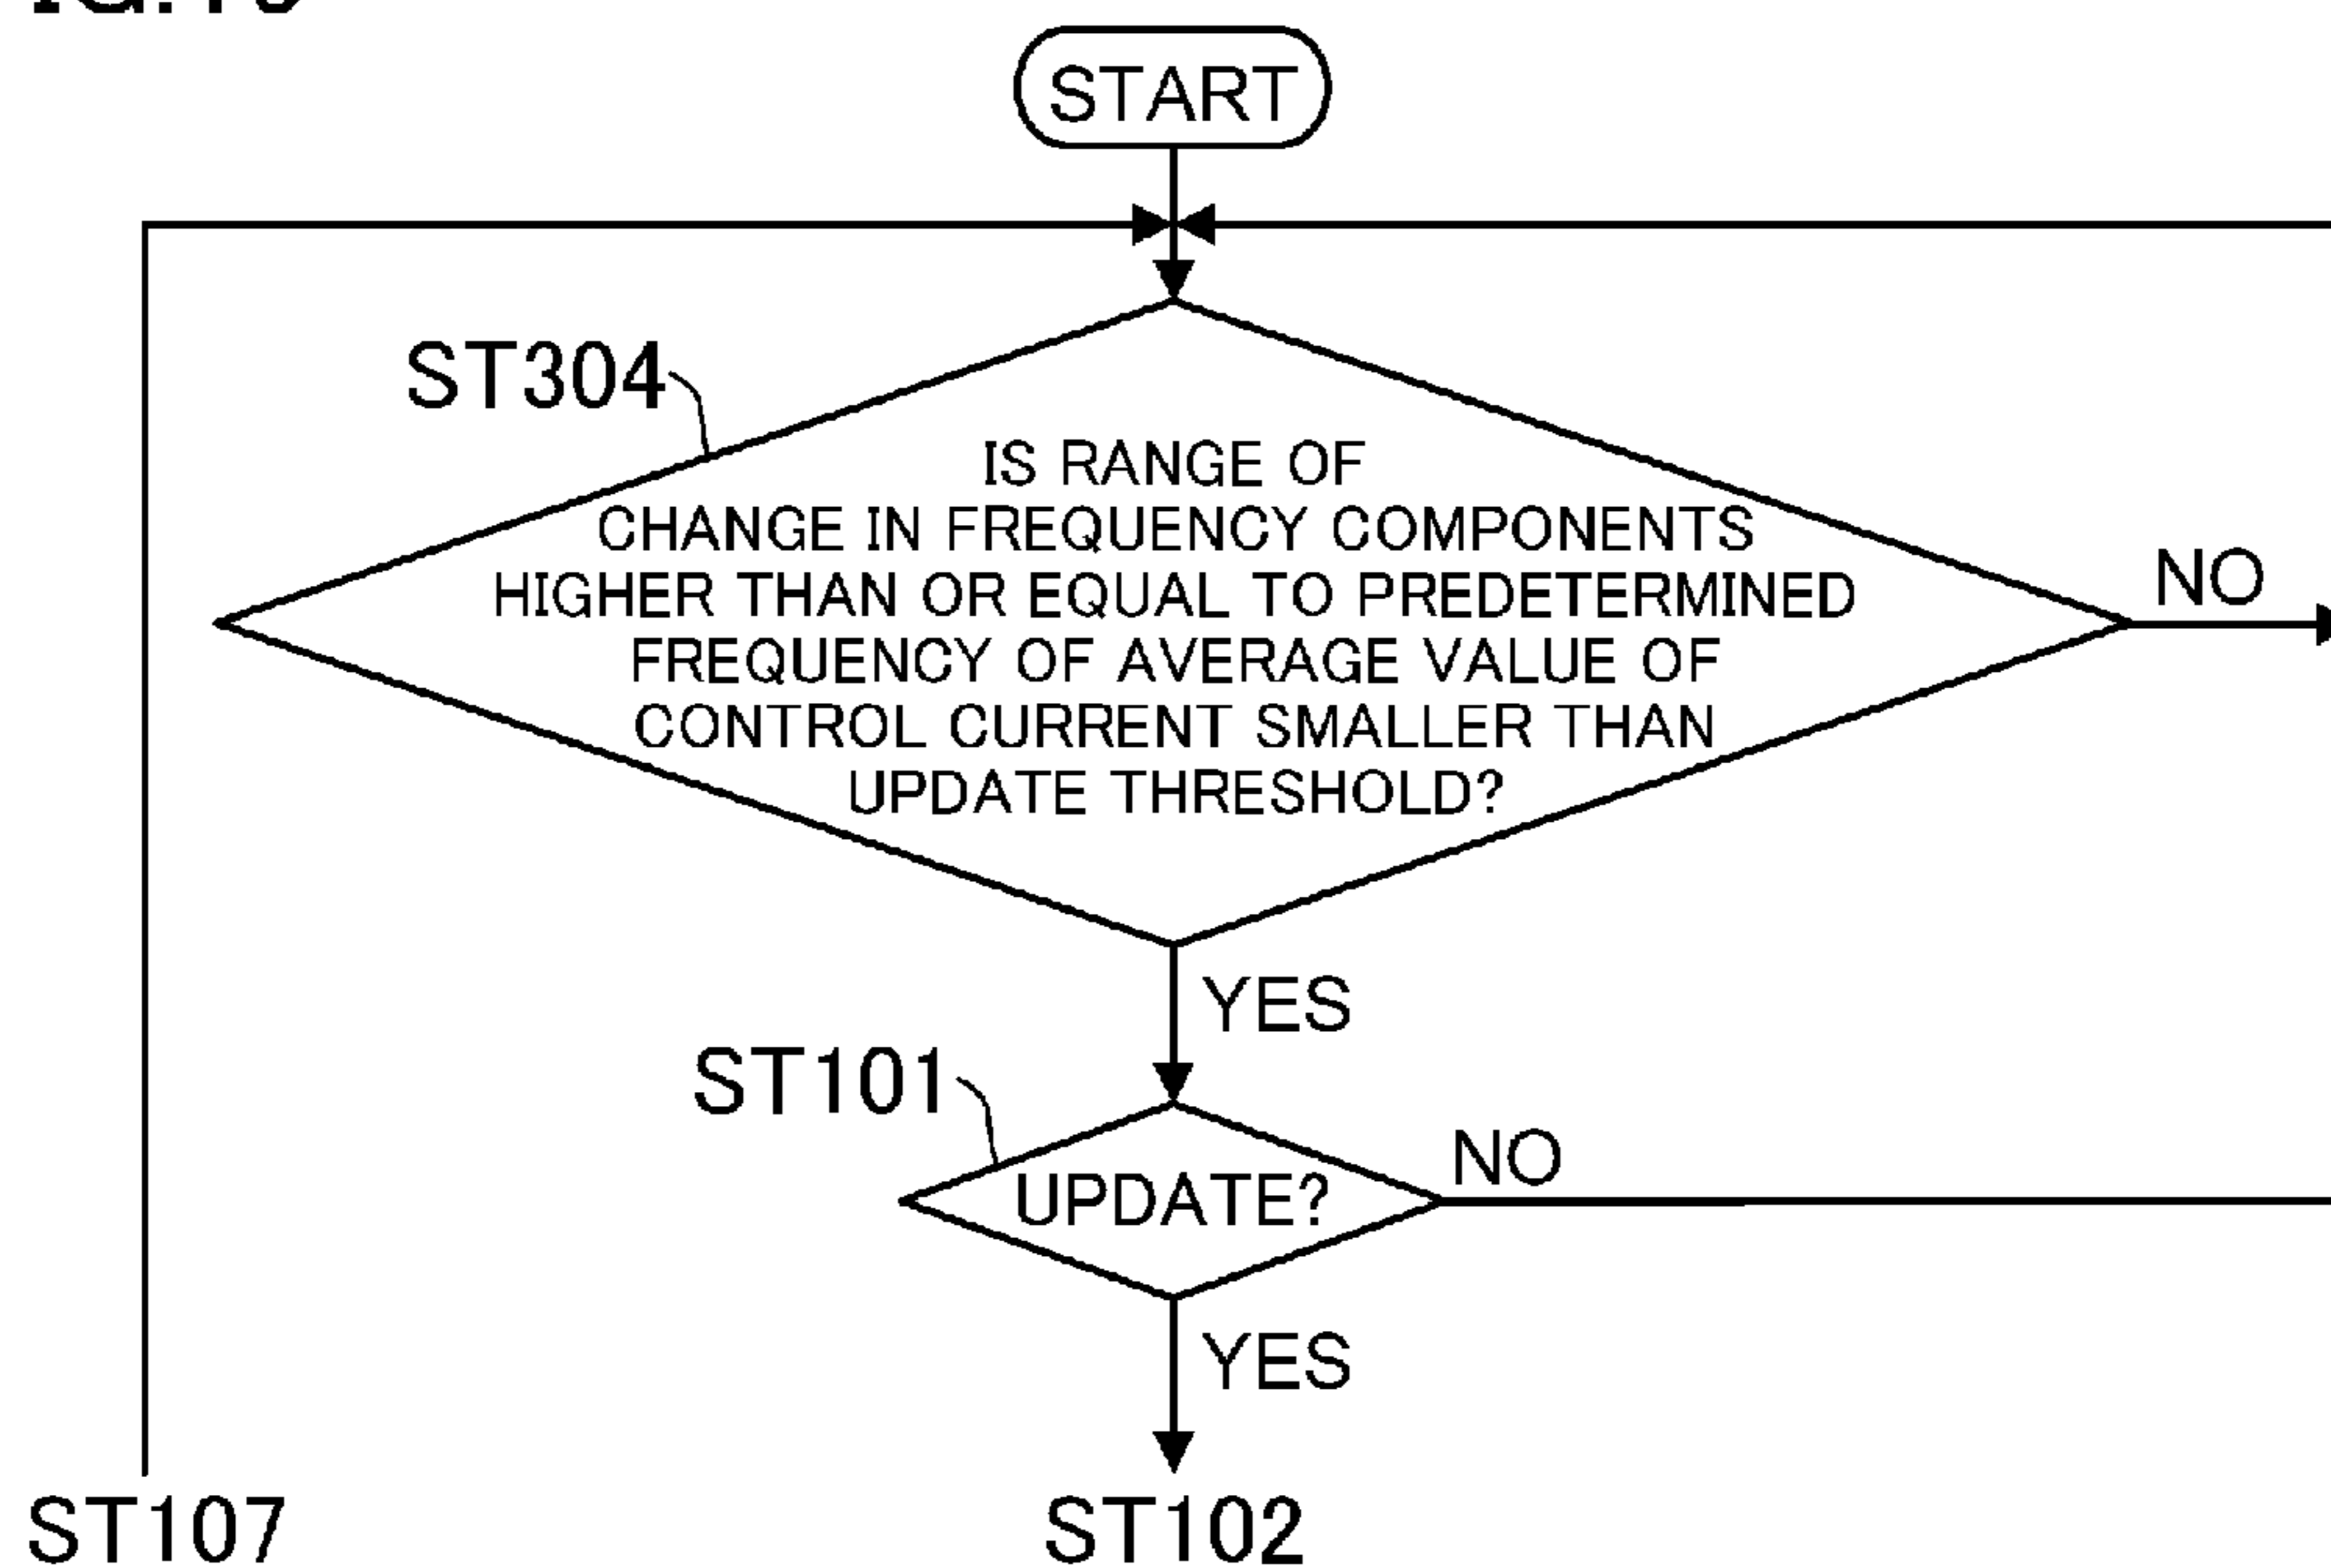 START
ST304
IS RANGE OF
CHANGE IN FREQUENCY COMPONENTS
HIGHER THAN OR EQUAL TO PREDETERMINED
FREQUENCY OF AVERAGE VALUE OF
CONTROL CURRENT SMALLER THAN
UPDATE THRESHOLD?
NO
YES
ST101
UPDATE?
NO
YES
ST107
ST102